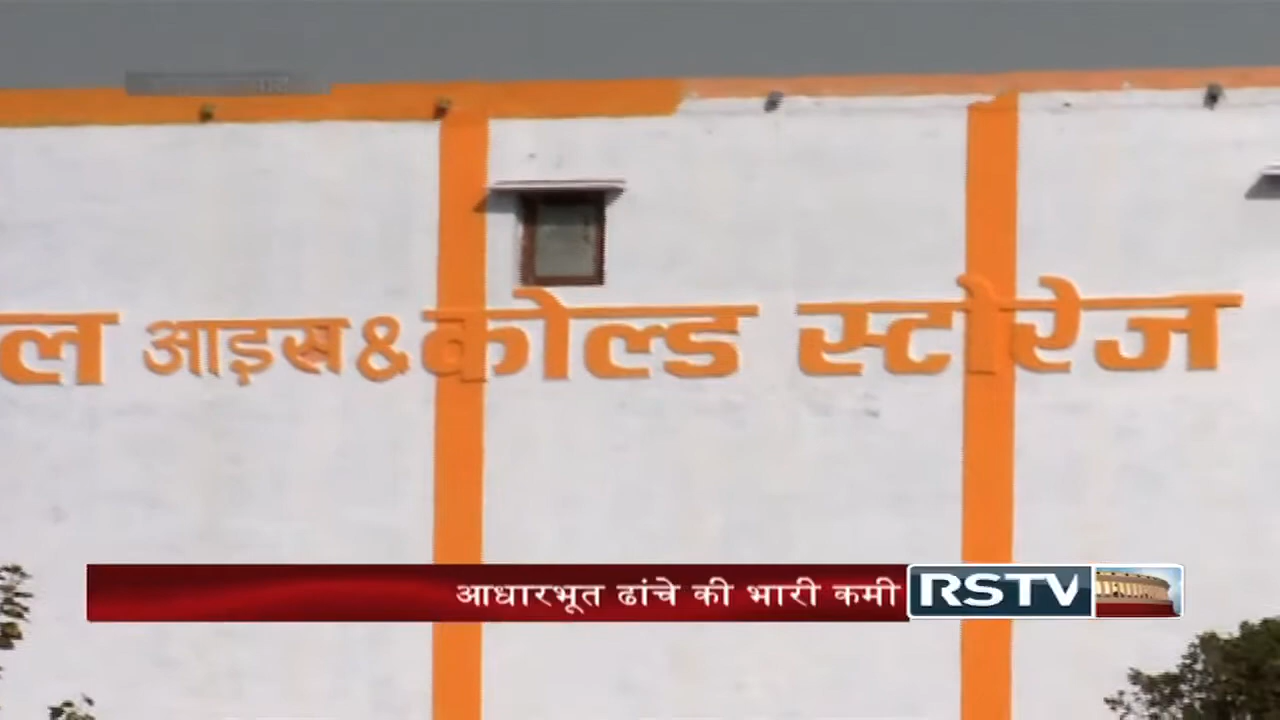 ल आइस & कोल्ड स्टोरेज
आधारभूत ढांचे की भारी कमी RSTV